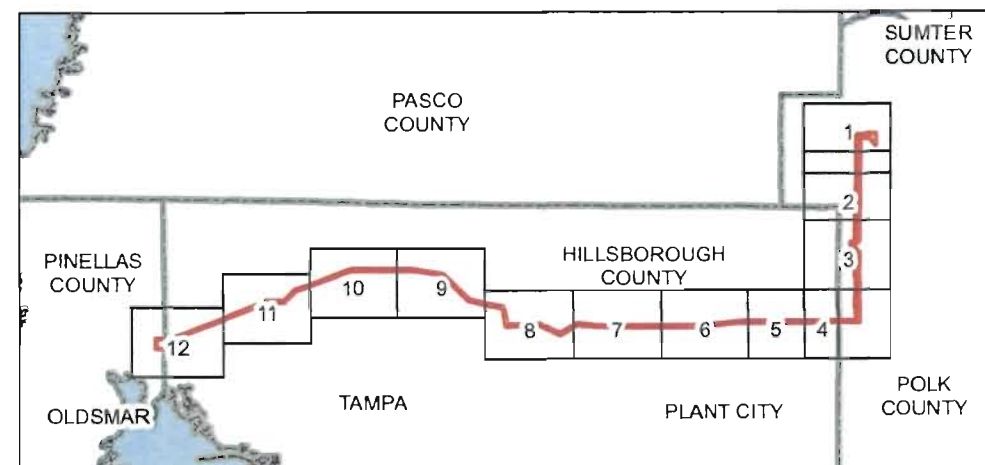 SUMTER
COUNTY
PASCO
COUNTY
1
2
PINELLAS
COUNTY
HILLSBOROUGH
COUNTY
3
10
9
11
12
8
7
6
5
4
OLDSMAR
TAMPA
PLANT CITY
POLK
COUNTY